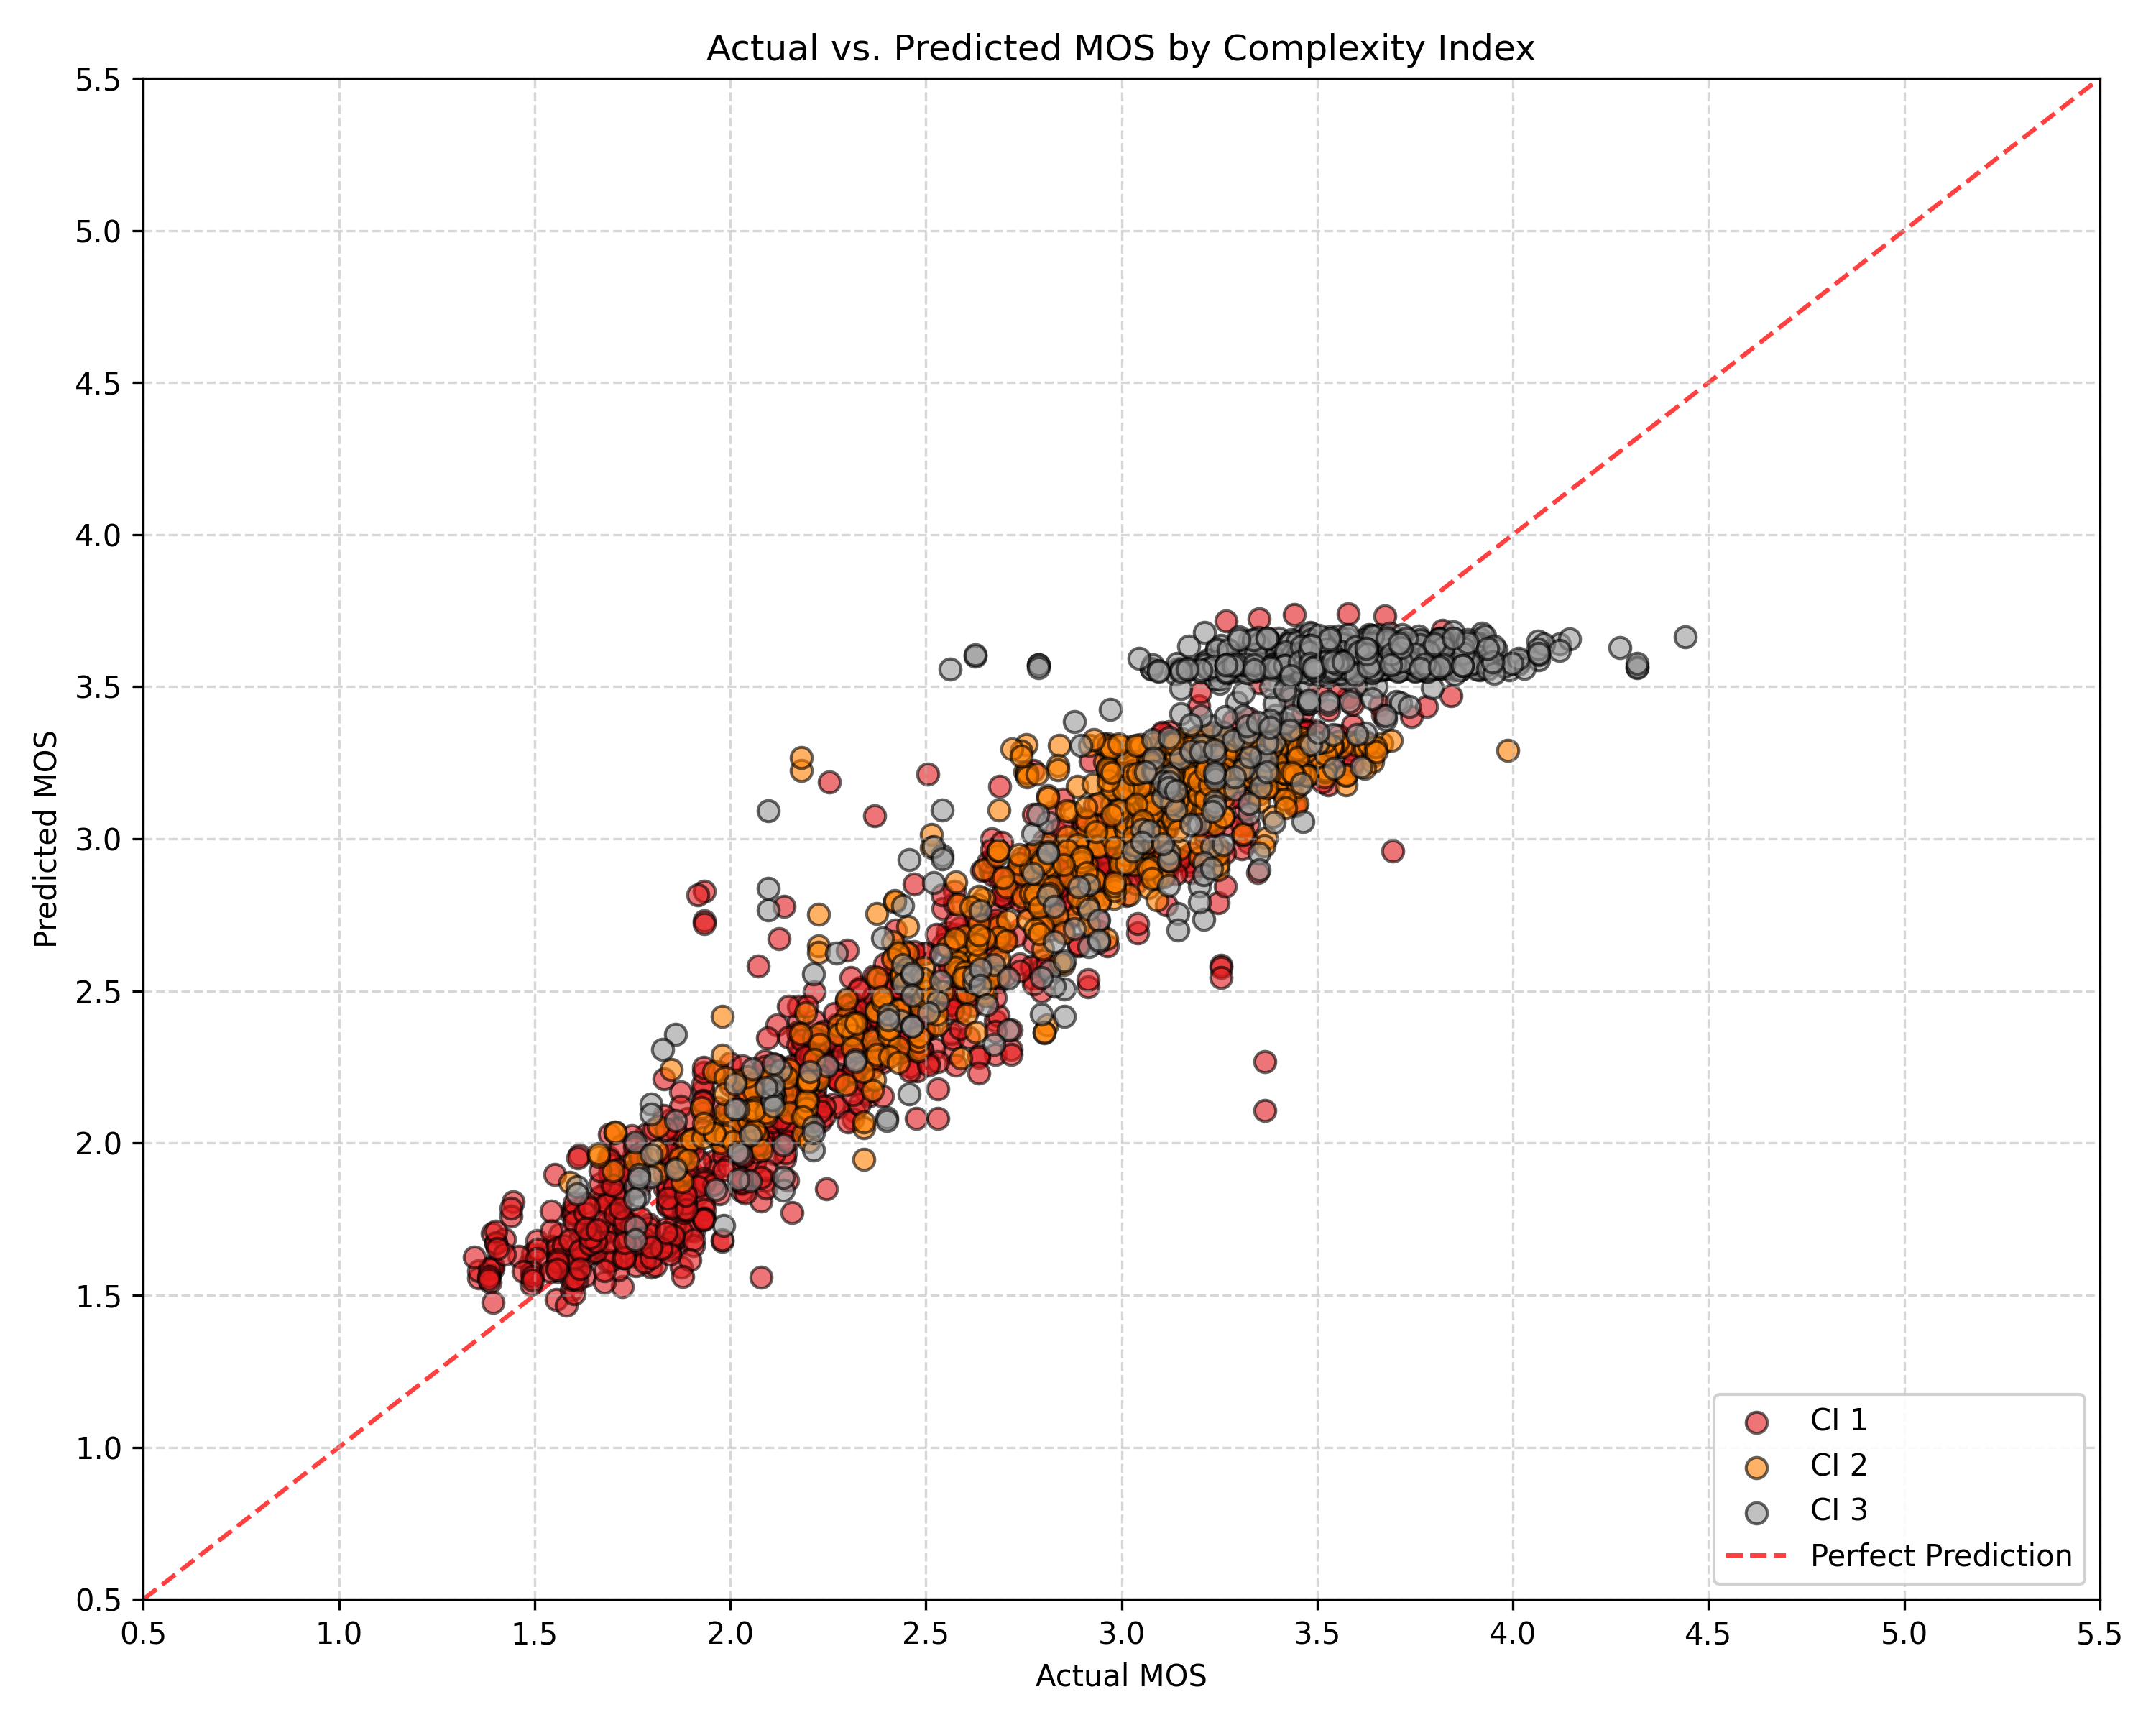 Actual vs. Predicted MOS by Complexity Index
5.5
5.0
4.5
4.0
3.5
3.0
2.5
2.0
1.5
1.0
0.5
Predicted MOS
CI 1
CI 2
CI 3
Perfect Prediction
0.5 1.0 1.5 2.0 2.5 3.0 3.5 4.0 4.5 5.0 5.5
Actual MOS